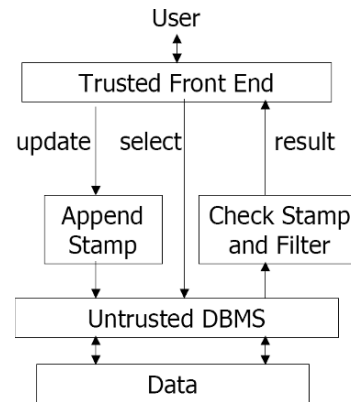 User
Trusted Front End
update
select
result
Append
Stamp
Check Stamp
and Filter
Untrusted DBMS
Data